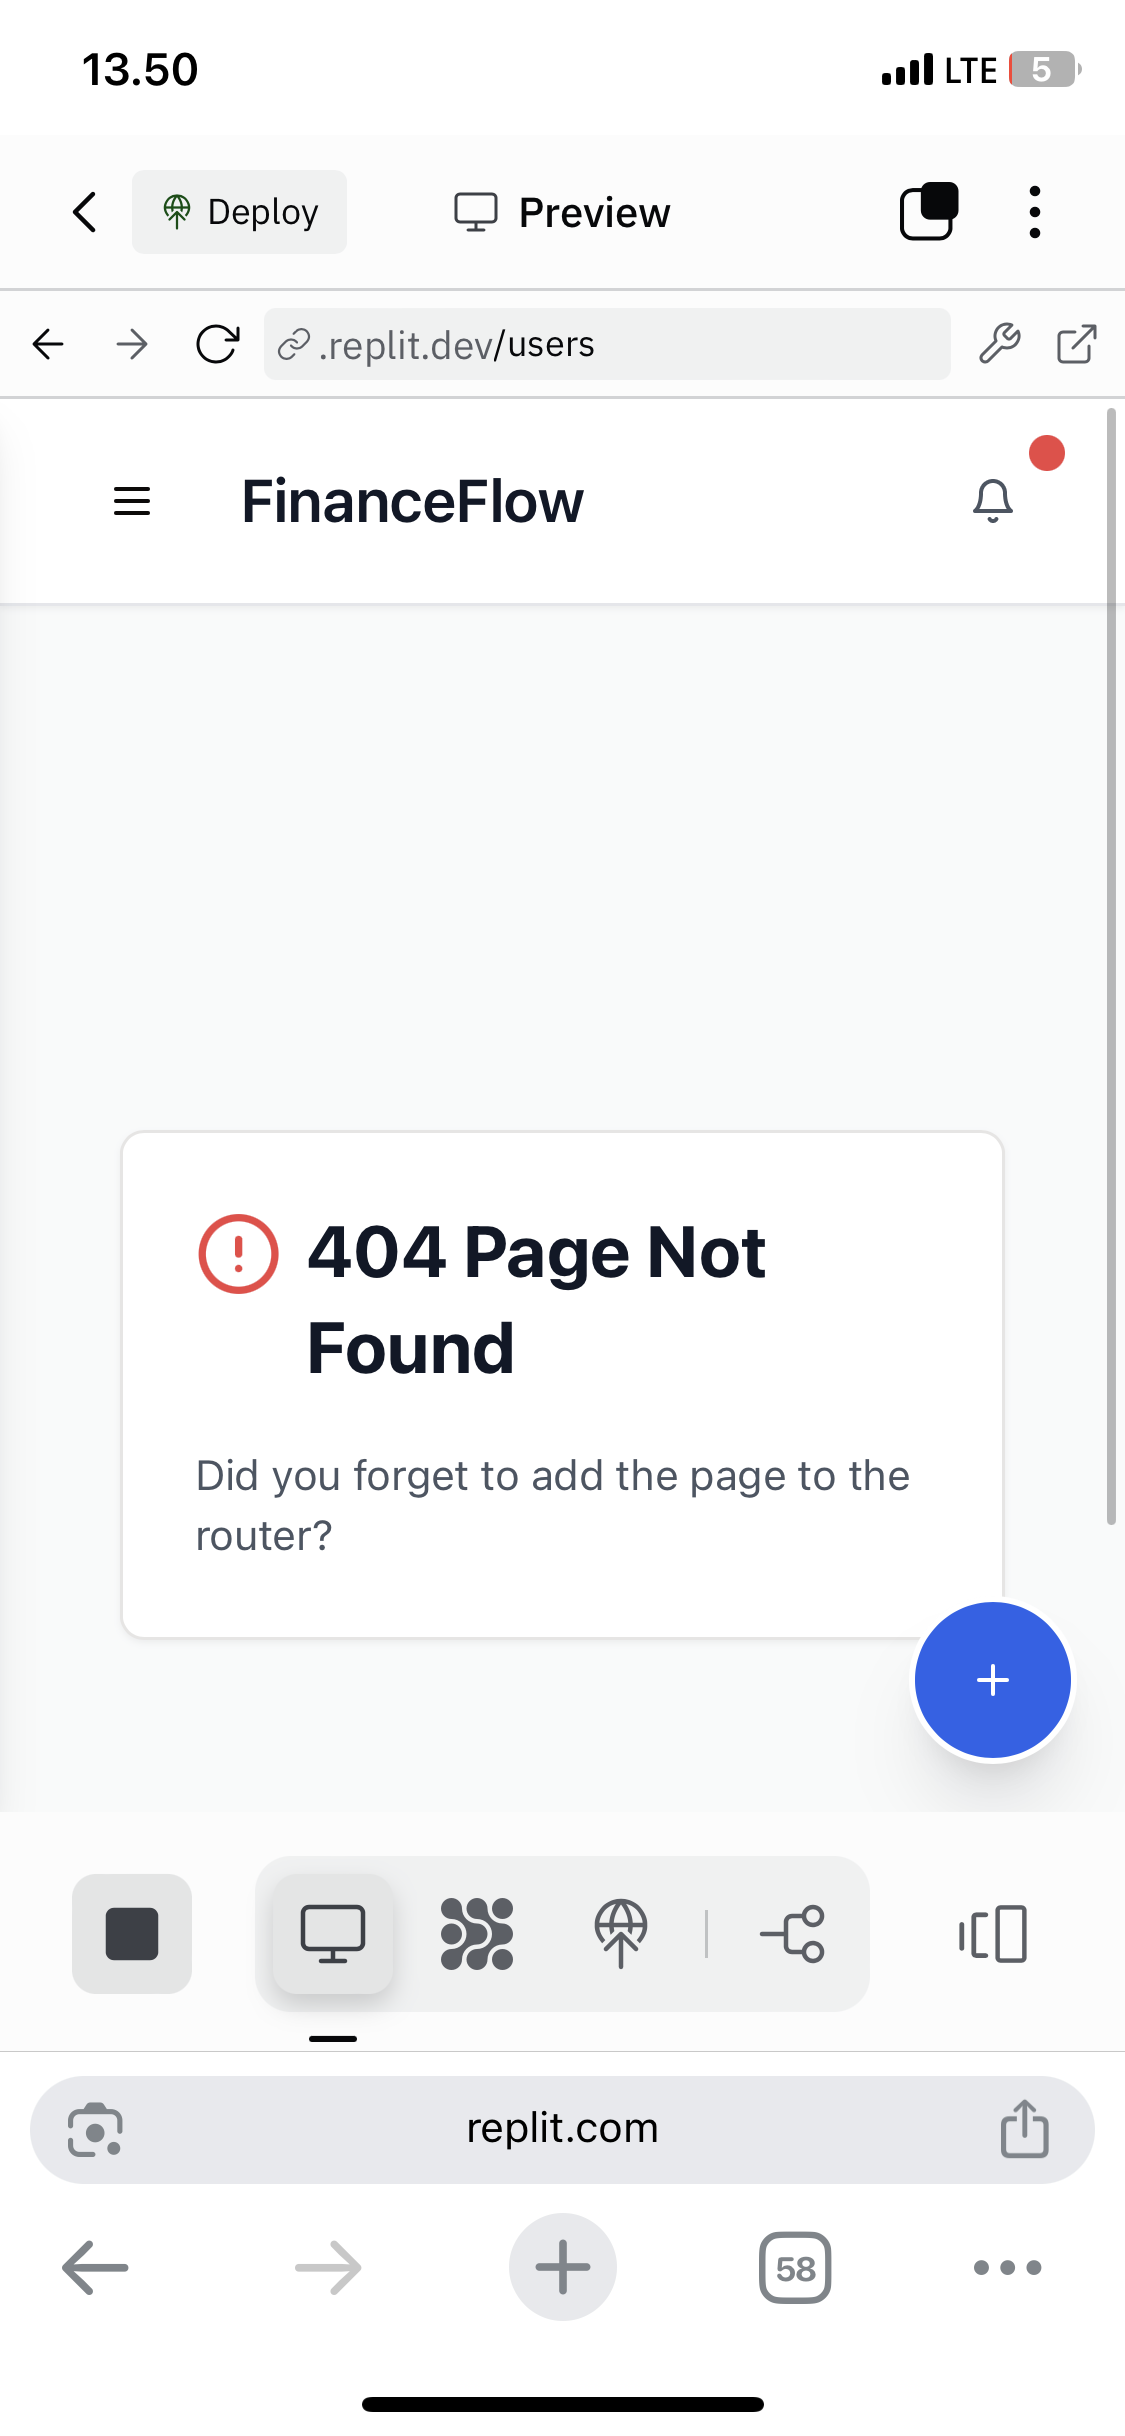 13.50
LTE 5
Deploy
Preview
.replit.dev/users
FinanceFlow
404 Page Not
Found
Did you forget to add the page to the
router?
replit.com
58